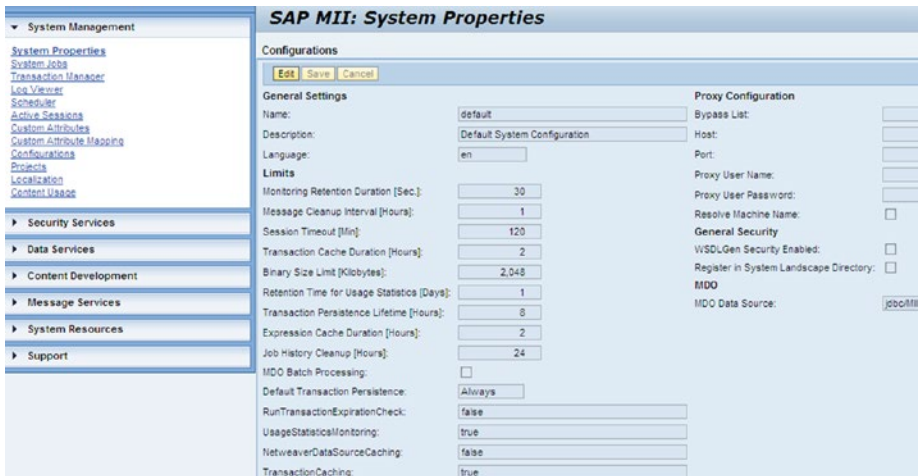 System Management
System Properties
System Jobs
Transaction Manager
Log Viewer
Scheduler
Active Sessions
Custom Attributes
Custom Attribute Mapping
Configurations
Projects
Localization
Content Usage
Security Services
Data Services
Content Development
Message Services
System Resources
Support
SAP MII: System Properties
Configurations
Edit Save Cancel
General Settings
Name: default
Description: Default System Configuration
Language: en
Limits
Monitoring Retention Duration [Sec.]: 30
Message Cleanup Interval [Hours]: 1
Session Timeout [Min]: 120
Transaction Cache Duration [Hours]: 2
Binary Size Limit [Kilobytes]: 2,048
Retention Time for Usage Statistics [Days]: 1
Transaction Persistence Lifetime [Hours]: 8
Expression Cache Duration [Hours]: 2
Job History Cleanup [Hours]: 24
MDO Batch Processing:
Default Transaction Persistence: Always
RunTransactionExpirationCheck: false
UsageStatisticsMonitoring: true
NetweaverDataSourceCaching: false
TransactionCaching: true
Proxy Configuration
Bypass List:
Host:
Port:
Proxy User Name:
Proxy User Password:
Resolve Machine Name:
General Security
WSDLGen Security Enabled:
Register in System Landscape Directory:
MDO
MDO Data Source: